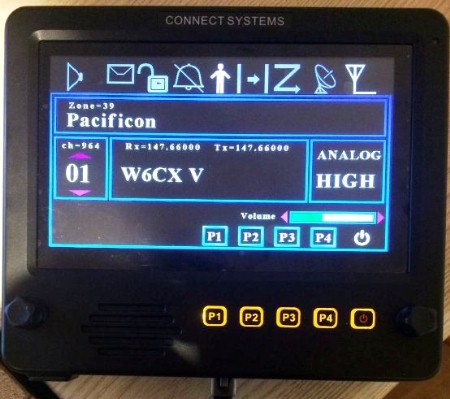 CONNECT SYSTEMS
Zone-39
Pacificon
ch-964
01
Rx=147.66000 Tx=147.66000
W6CX V
ANALOG
HIGH
Volume
P1 P2 P3 P4
P1 P2 P3 P4